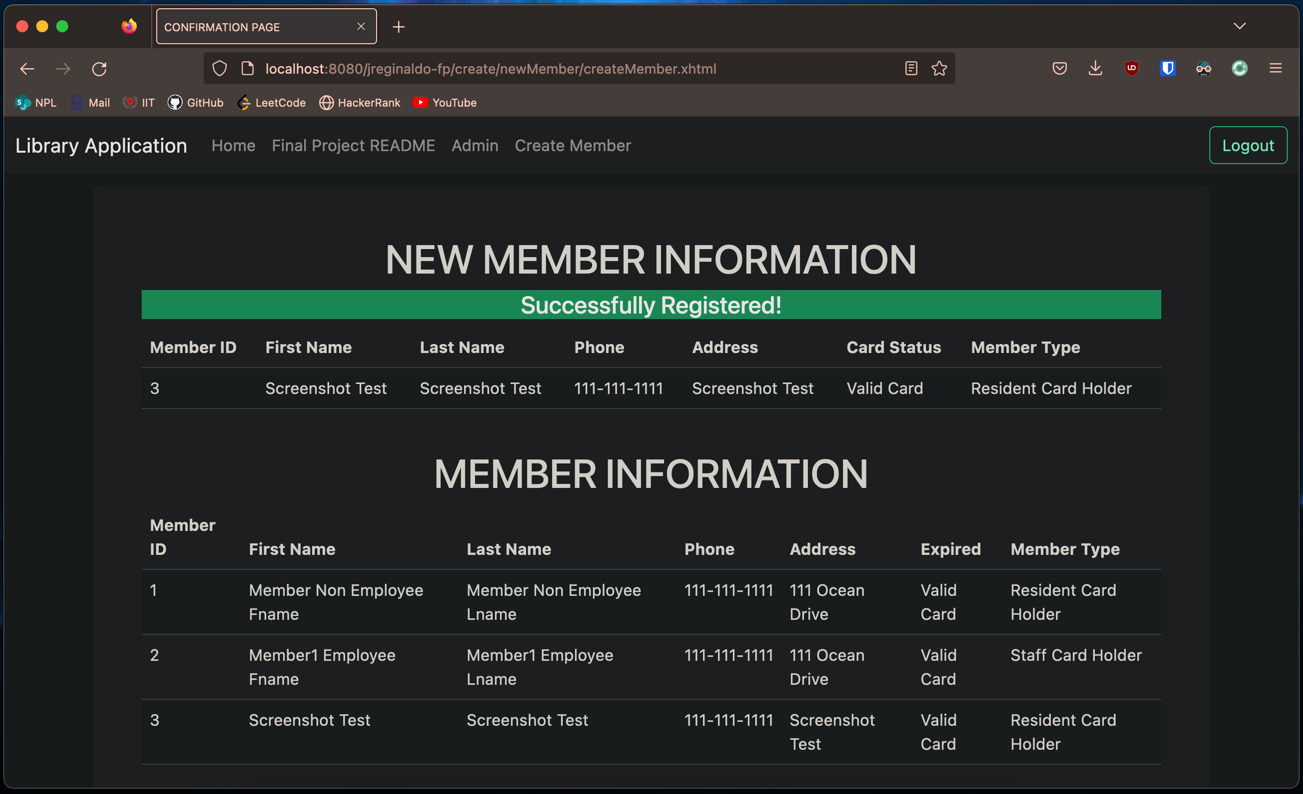 CONFIRMATION PAGE
localhost:8080/jreginaldo-fp/create/newMember/createMember.xhtml
NPL Mail IIT GitHub LeetCode HackerRank YouTube
Library Application Home Final Project README Admin Create Member Logout
NEW MEMBER INFORMATION
Successfully Registered!
Member ID First Name Last Name Phone Address Card Status Member Type
3 Screenshot Test Screenshot Test 111-111-1111 Screenshot Test Valid Card Resident Card Holder
MEMBER INFORMATION
Member
ID First Name Last Name Phone Address Expired Member Type
1 Member Non Employee Member Non Employee 111-111-1111 111 Ocean Valid Resident Card
Fname Lname Drive Card Holder
2 Member1 Employee Member1 Employee 111-111-1111 111 Ocean Valid Staff Card Holder
Fname Lname Drive Card
3 Screenshot Test Screenshot Test 111-111-1111 Screenshot Valid Resident Card
Test Card Holder